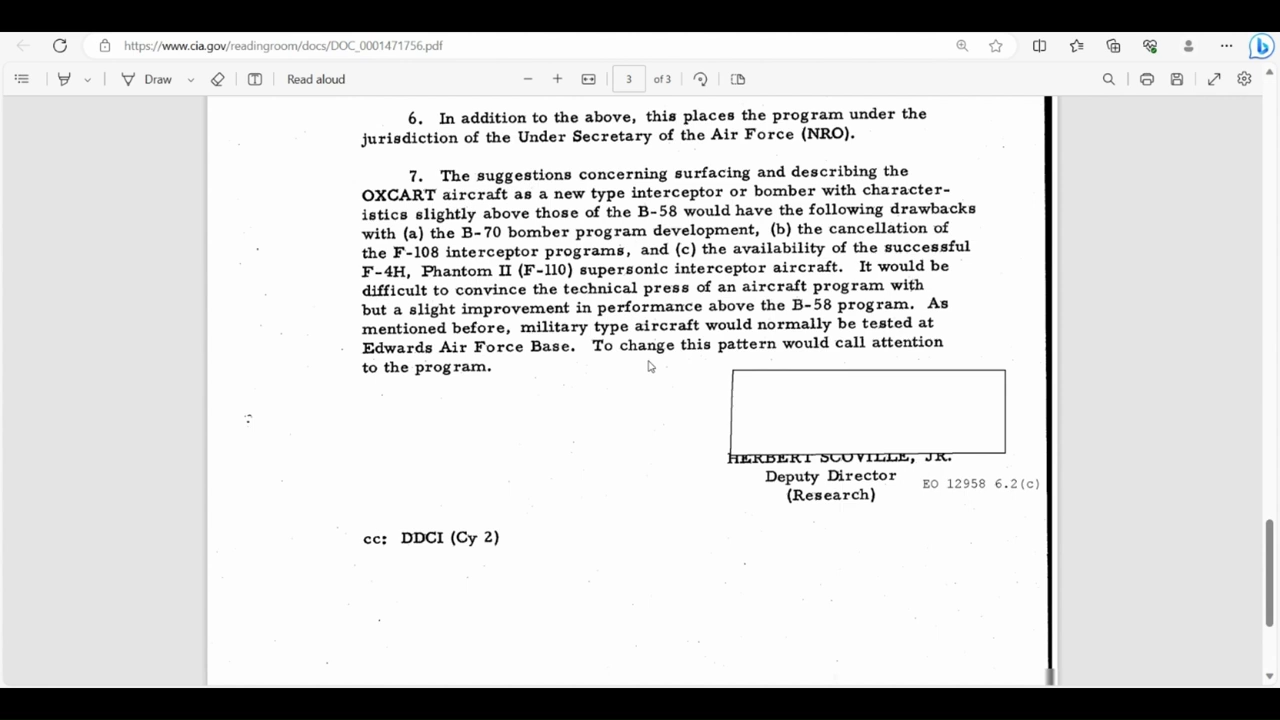 https://www.cia.gov/readingroom/docs/DOC_0001471756.pdf
Draw
Read aloud
3 of 3
6. In addition to the above, this places the program under the
jurisdiction of the Under Secretary of the Air Force (NRO).
7. The suggestions concerning surfacing and describing the
OXCART aircraft as a new type interceptor or bomber with character-
istics slightly above those of the B-58 would have the following drawbacks
with (a) the B-70 bomber program development, (b) the cancellation of
the F-108 interceptor programs, and (c) the availability of the successful
F-4H, Phantom II (F-110) supersonic interceptor aircraft. It would be
difficult to convince the technical press of an aircraft program with
but a slight improvement in performance above the B-58 program. As
mentioned before, military type aircraft would normally be tested at
Edwards Air Force Base. To change this pattern would call attention
to the program.
HERBERT SCOVILLE, JR.
Deputy Director
(Research)
EO 12958 6.2(c)
cc: DDCI (Cy 2)